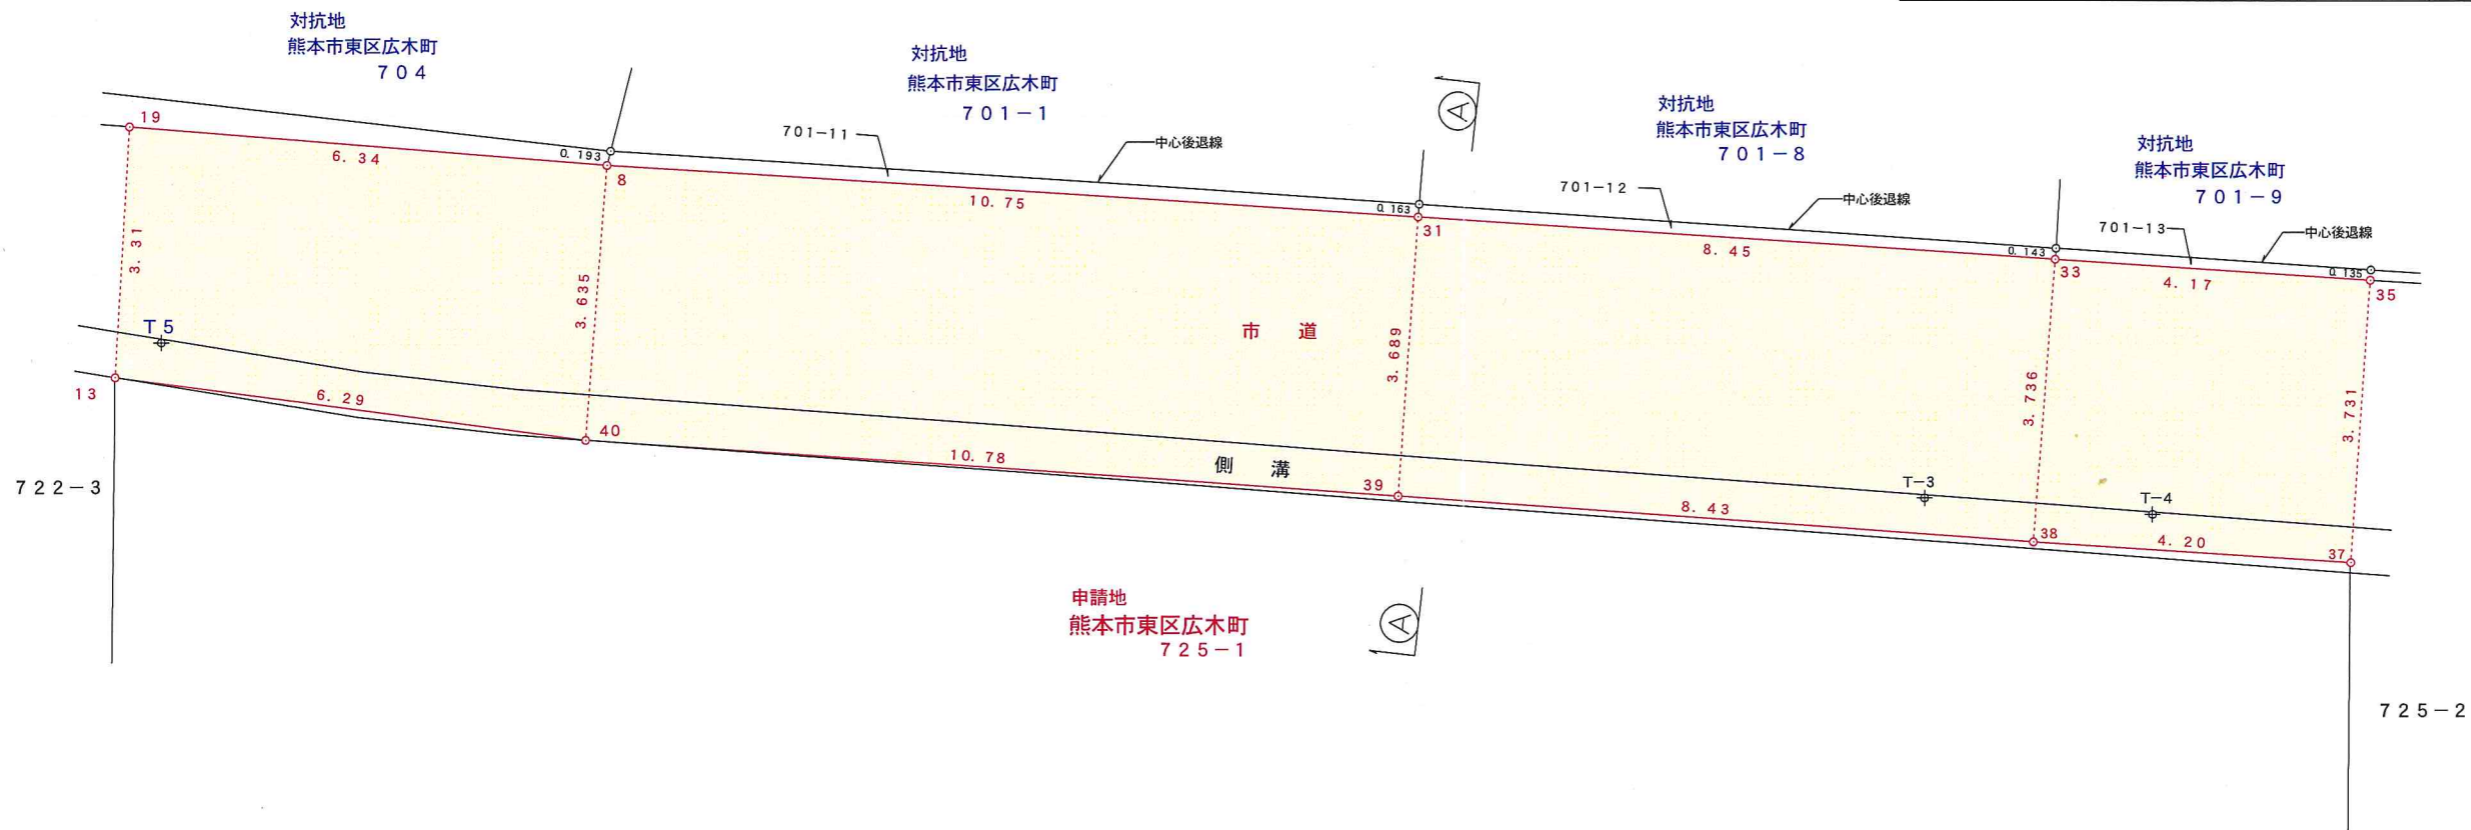 対抗地
熊本市東区広木町
704
対抗地
熊本市東区広木町
701-1
対抗地
熊本市東区広木町
701-8
対抗地
熊本市東区広木町
701-9
A
19
6.34
0.193
8
701-11
中心後退線
10.75
0.163
31
701-12
中心後退線
8.45
0.143
33
701-13
中心後退線
4.17
0.135
35
3.31
3.635
市 道
3.689
3.736
3.731
T5
13
6.29
40
10.78
側 溝
39
8.43
T-3
38
T-4
4.20
37
722-3
申請地
熊本市東区広木町
725-1
A
725-2